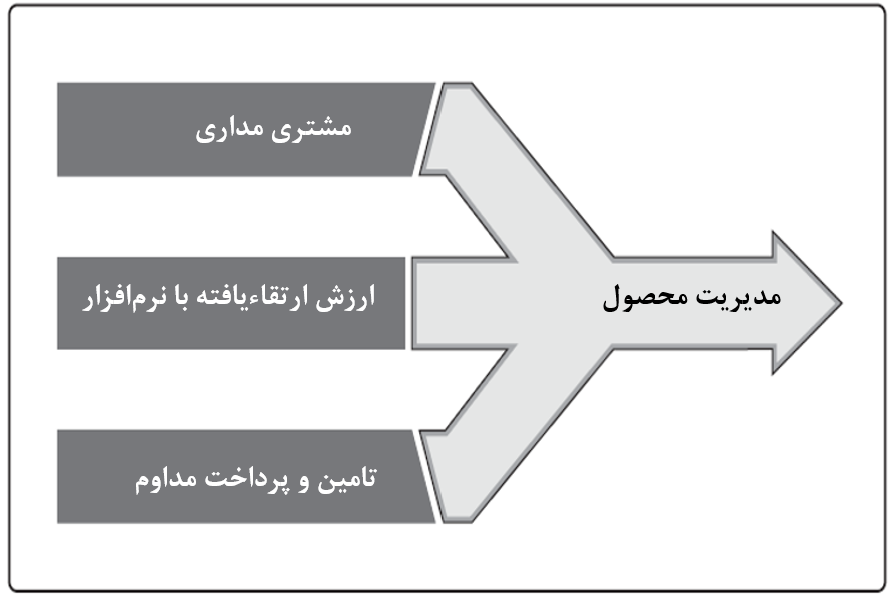 مشتری مداری
ارزش ارتقاءیافته با نرم‌افزار
مدیریت محصول
تامین و پرداخت مداوم